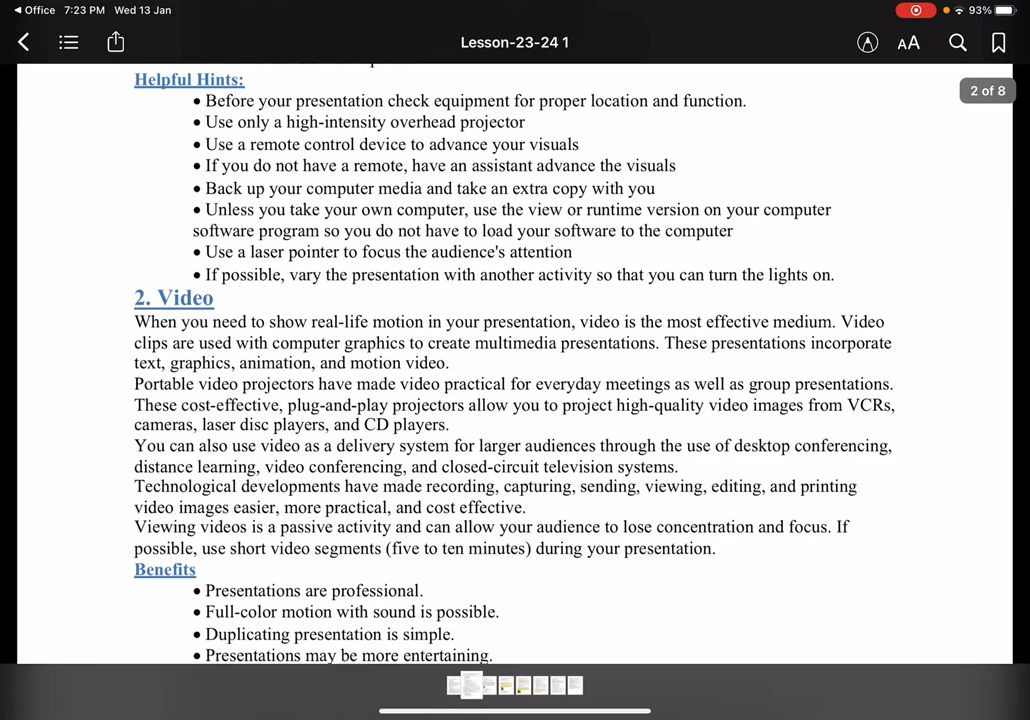 Office 7:23 PM Wed 13 Jan 93%
Lesson-23-24 1
AA
2 of 8
Helpful Hints:
• Before your presentation check equipment for proper location and function.
• Use only a high-intensity overhead projector
• Use a remote control device to advance your visuals
• If you do not have a remote, have an assistant advance the visuals
• Back up your computer media and take an extra copy with you
• Unless you take your own computer, use the view or runtime version on your computer
software program so you do not have to load your software to the computer
• Use a laser pointer to focus the audience's attention
• If possible, vary the presentation with another activity so that you can turn the lights on.
2. Video
When you need to show real-life motion in your presentation, video is the most effective medium. Video
clips are used with computer graphics to create multimedia presentations. These presentations incorporate
text, graphics, animation, and motion video.
Portable video projectors have made video practical for everyday meetings as well as group presentations.
These cost-effective, plug-and-play projectors allow you to project high-quality video images from VCRs,
cameras, laser disc players, and CD players.
You can also use video as a delivery system for larger audiences through the use of desktop conferencing,
distance learning, video conferencing, and closed-circuit television systems.
Technological developments have made recording, capturing, sending, viewing, editing, and printing
video images easier, more practical, and cost effective.
Viewing videos is a passive activity and can allow your audience to lose concentration and focus. If
possible, use short video segments (five to ten minutes) during your presentation.
Benefits
• Presentations are professional.
• Full-color motion with sound is possible.
• Duplicating presentation is simple.
• Presentations may be more entertaining.